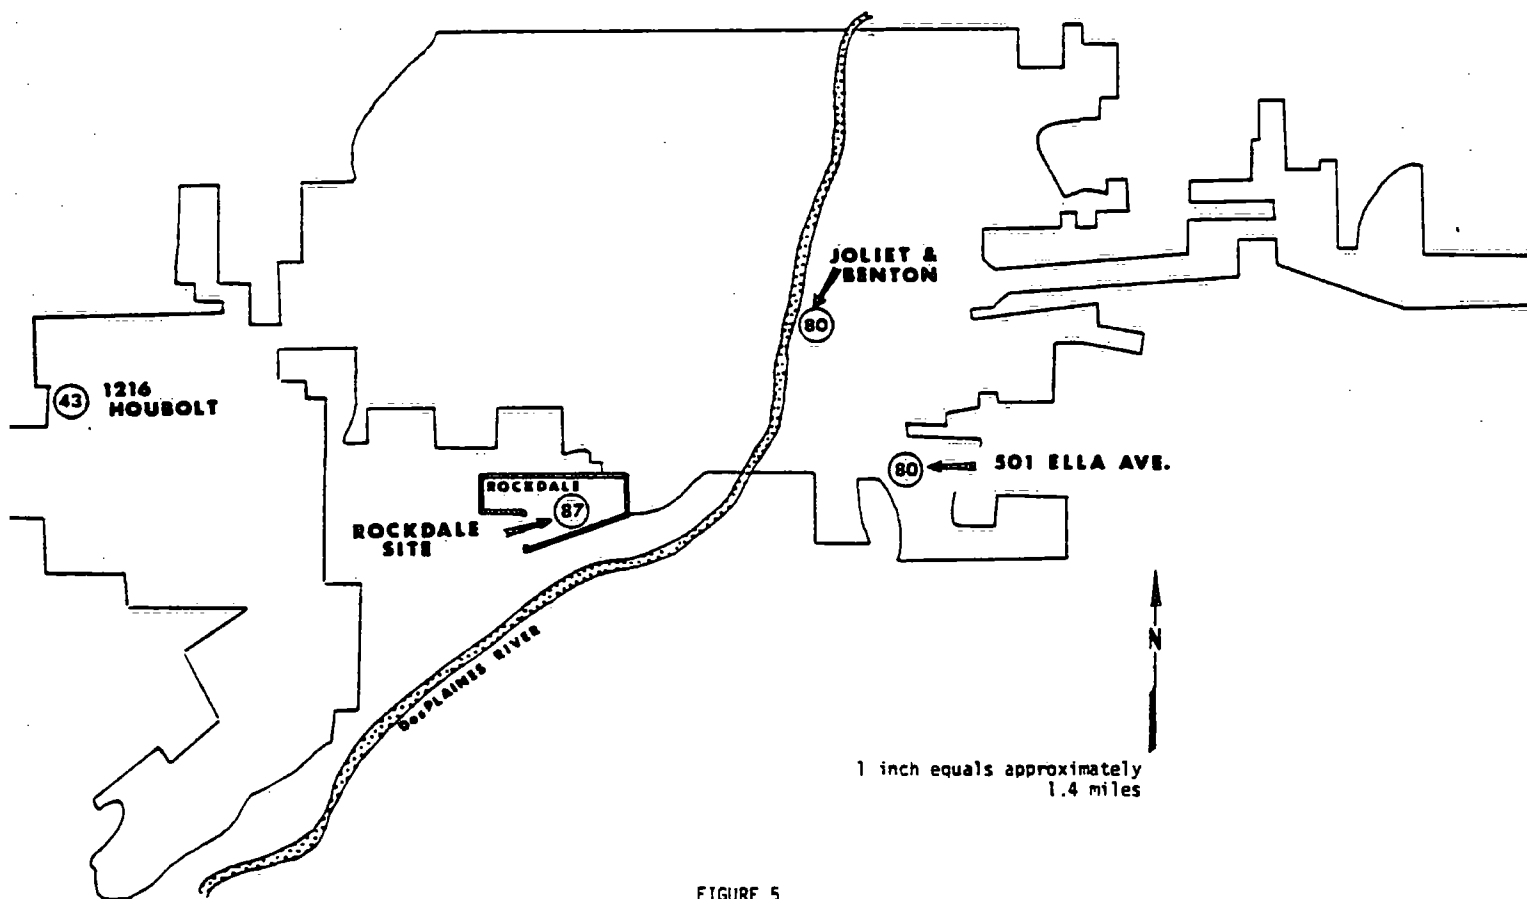 JOLIET &
BENTON
80
43
1216
HOUBOLT
80
501 ELLA AVE.
ROCKDALE
87
ROCKDALE
SITE
DesPLAINES RIVER
N
1 inch equals approximately
1.4 miles
FIGURE 5